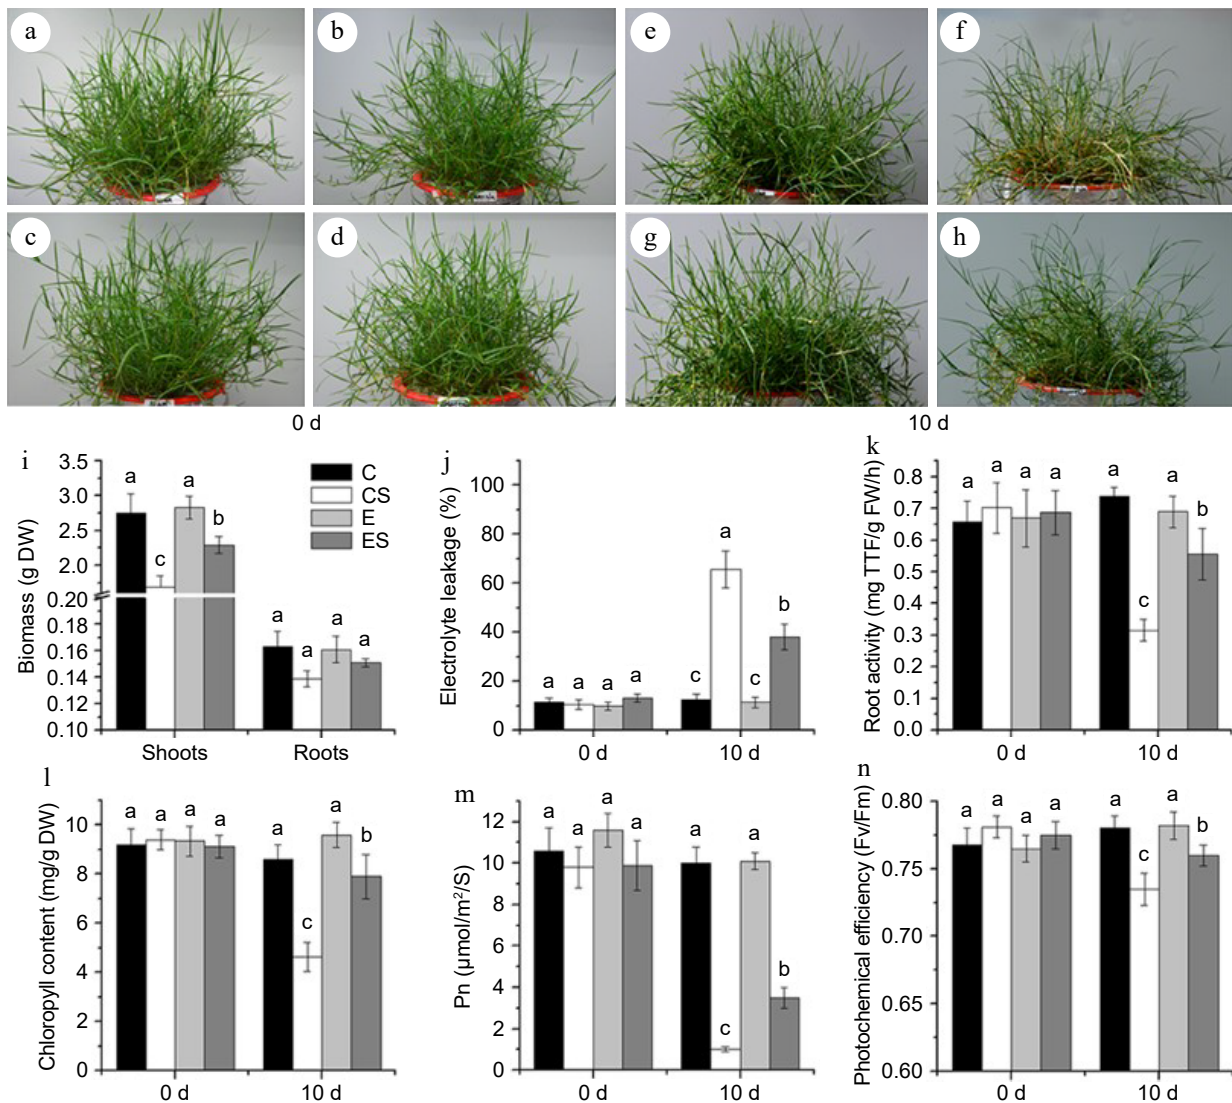 a
b
e
f
c
d
g
h
0 d
10 d
i
Biomass (g DW)
3.5
3.0
2.5
2.0
0.20
0.18
0.16
0.14
0.12
0.10
a
c
a
b
a
a
a
a
Shoots
Roots
C
CS
E
ES
j
Electrolyte leakage (%)
100
80
60
40
20
0
a
a
a
a
c
a
c
b
0 d
10 d
k
Root activity (mg TTF/g FW/h)
0.8
0.7
0.6
0.5
0.4
0.3
0.2
0.1
0.0
a
a
a
a
a
c
a
b
0 d
10 d
l
Chloropyll content (mg/g DW)
10
8
6
4
2
0
a
a
a
a
a
c
a
b
0 d
10 d
m
Pn (µmol/m²/S)
12
10
8
6
4
2
0
a
a
a
a
a
c
a
b
0 d
10 d
n
Photochemical efficiency (Fv/Fm)
0.80
0.75
0.70
0.65
0.60
a
a
a
a
a
c
a
b
0 d
10 d